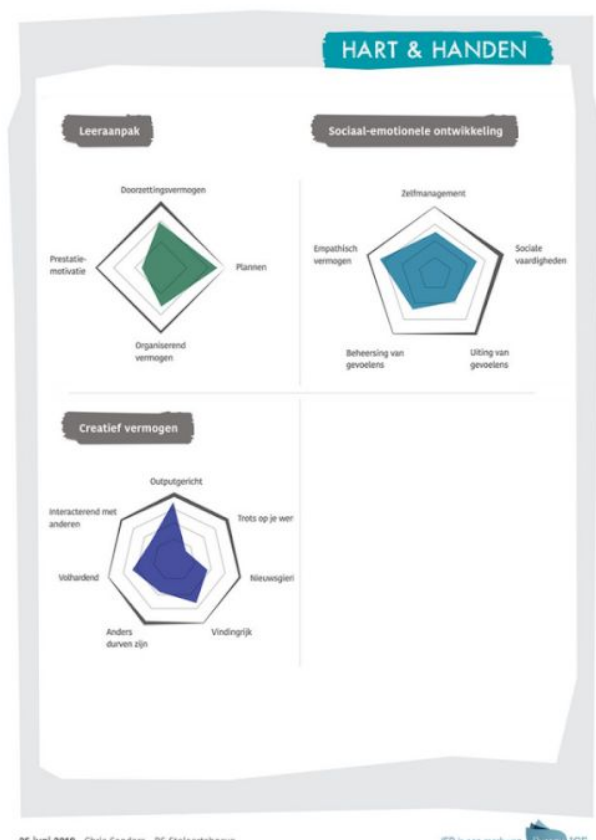 HART & HANDEN
Leeraanpak
Doorzettingsvermogen
Prestatie-
motivatie
Plannen
Organiserend
vermogen
Sociaal-emotionele ontwikkeling
Zelfmanagement
Empathisch
vermogen
Sociale
vaardigheden
Beheersing van
gevoelens
Uiting van
gevoelens
Creatief vermogen
Outputgericht
Interacterend met
anderen
Trots op je wer
Volhardend
Nieuwsgieri
Anders
durven zijn
Vindingrijk